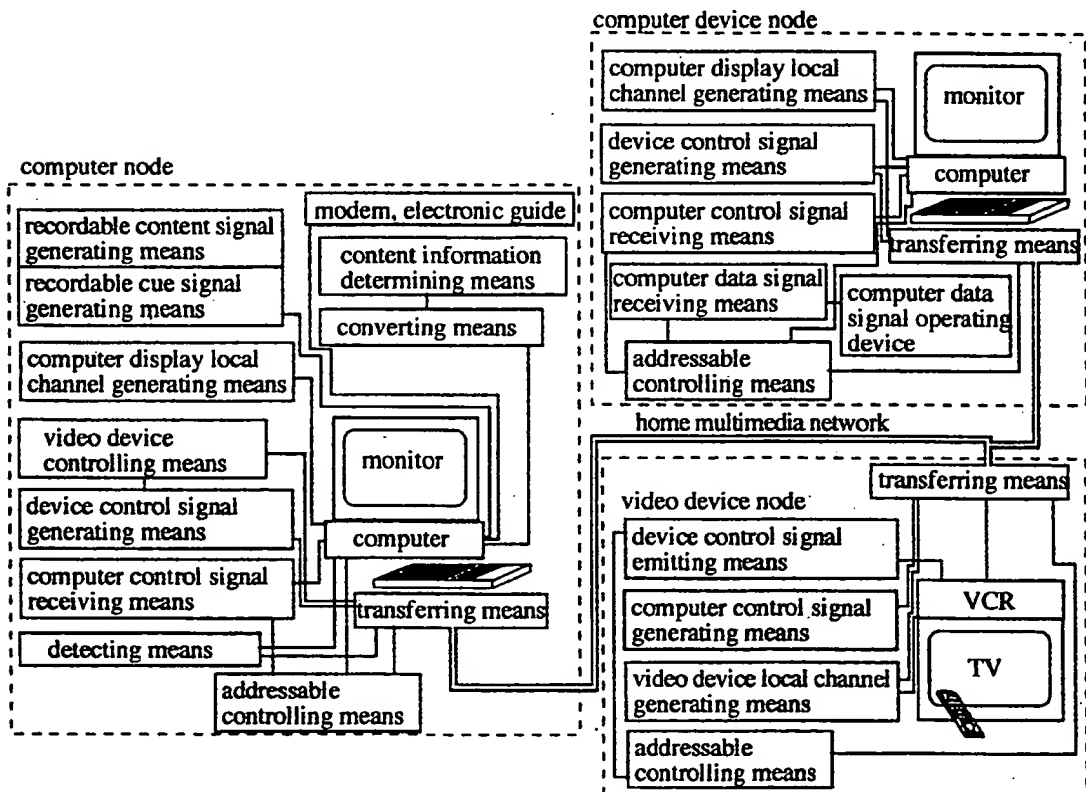 computer device node
computer display local
channel generating means
monitor
device control signal
generating means
computer
computer control signal
receiving means
transferring means
computer data signal
receiving means
computer data
signal operating
device
addressable
controlling means
computer node
recordable content signal
generating means
recordable cue signal
generating means
modem, electronic guide
content information
determining means
converting means
computer display local
channel generating means
video device
controlling means
monitor
device control signal
generating means
computer
computer control signal
receiving means
transferring means
detecting means
addressable
controlling means
home multimedia network
video device node
transferring means
device control signal
emitting means
computer control signal
generating means
VCR
TV
video device local channel
generating means
addressable
controlling means